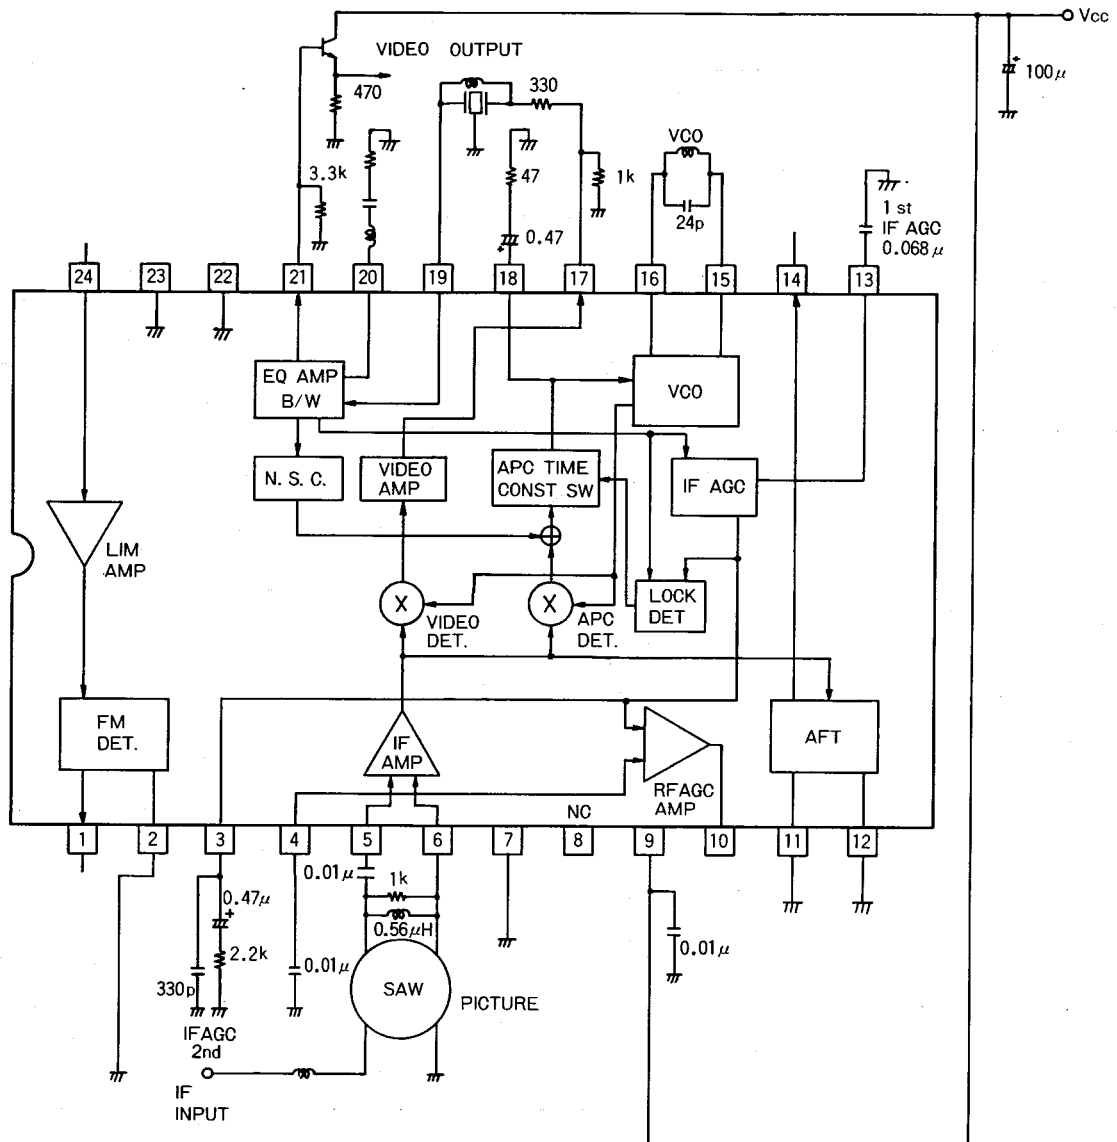 Vcc
VIDEO OUTPUT
470
330
100μ
VCO
3.3k
47
1k
24p
1 st
IF AGC
0.068μ
0.47
24
23
22
21
20
19
18
17
16
15
14
13
EQ AMP
B/W
VCO
N. S. C.
VIDEO
AMP
APC TIME
CONST SW
IF AGC
LIM
AMP
X
VIDEO
DET.
X
APC
DET.
LOCK
DET
FM
DET.
IF
AMP
AFT
RFAGC
AMP
NC
1
2
3
4
5
6
7
8
9
10
11
12
0.01μ
1k
0.47μ
0.56μH
2.2k
0.01μ
0.01μ
330p
SAW
PICTURE
IFAGC
2nd
IF
INPUT